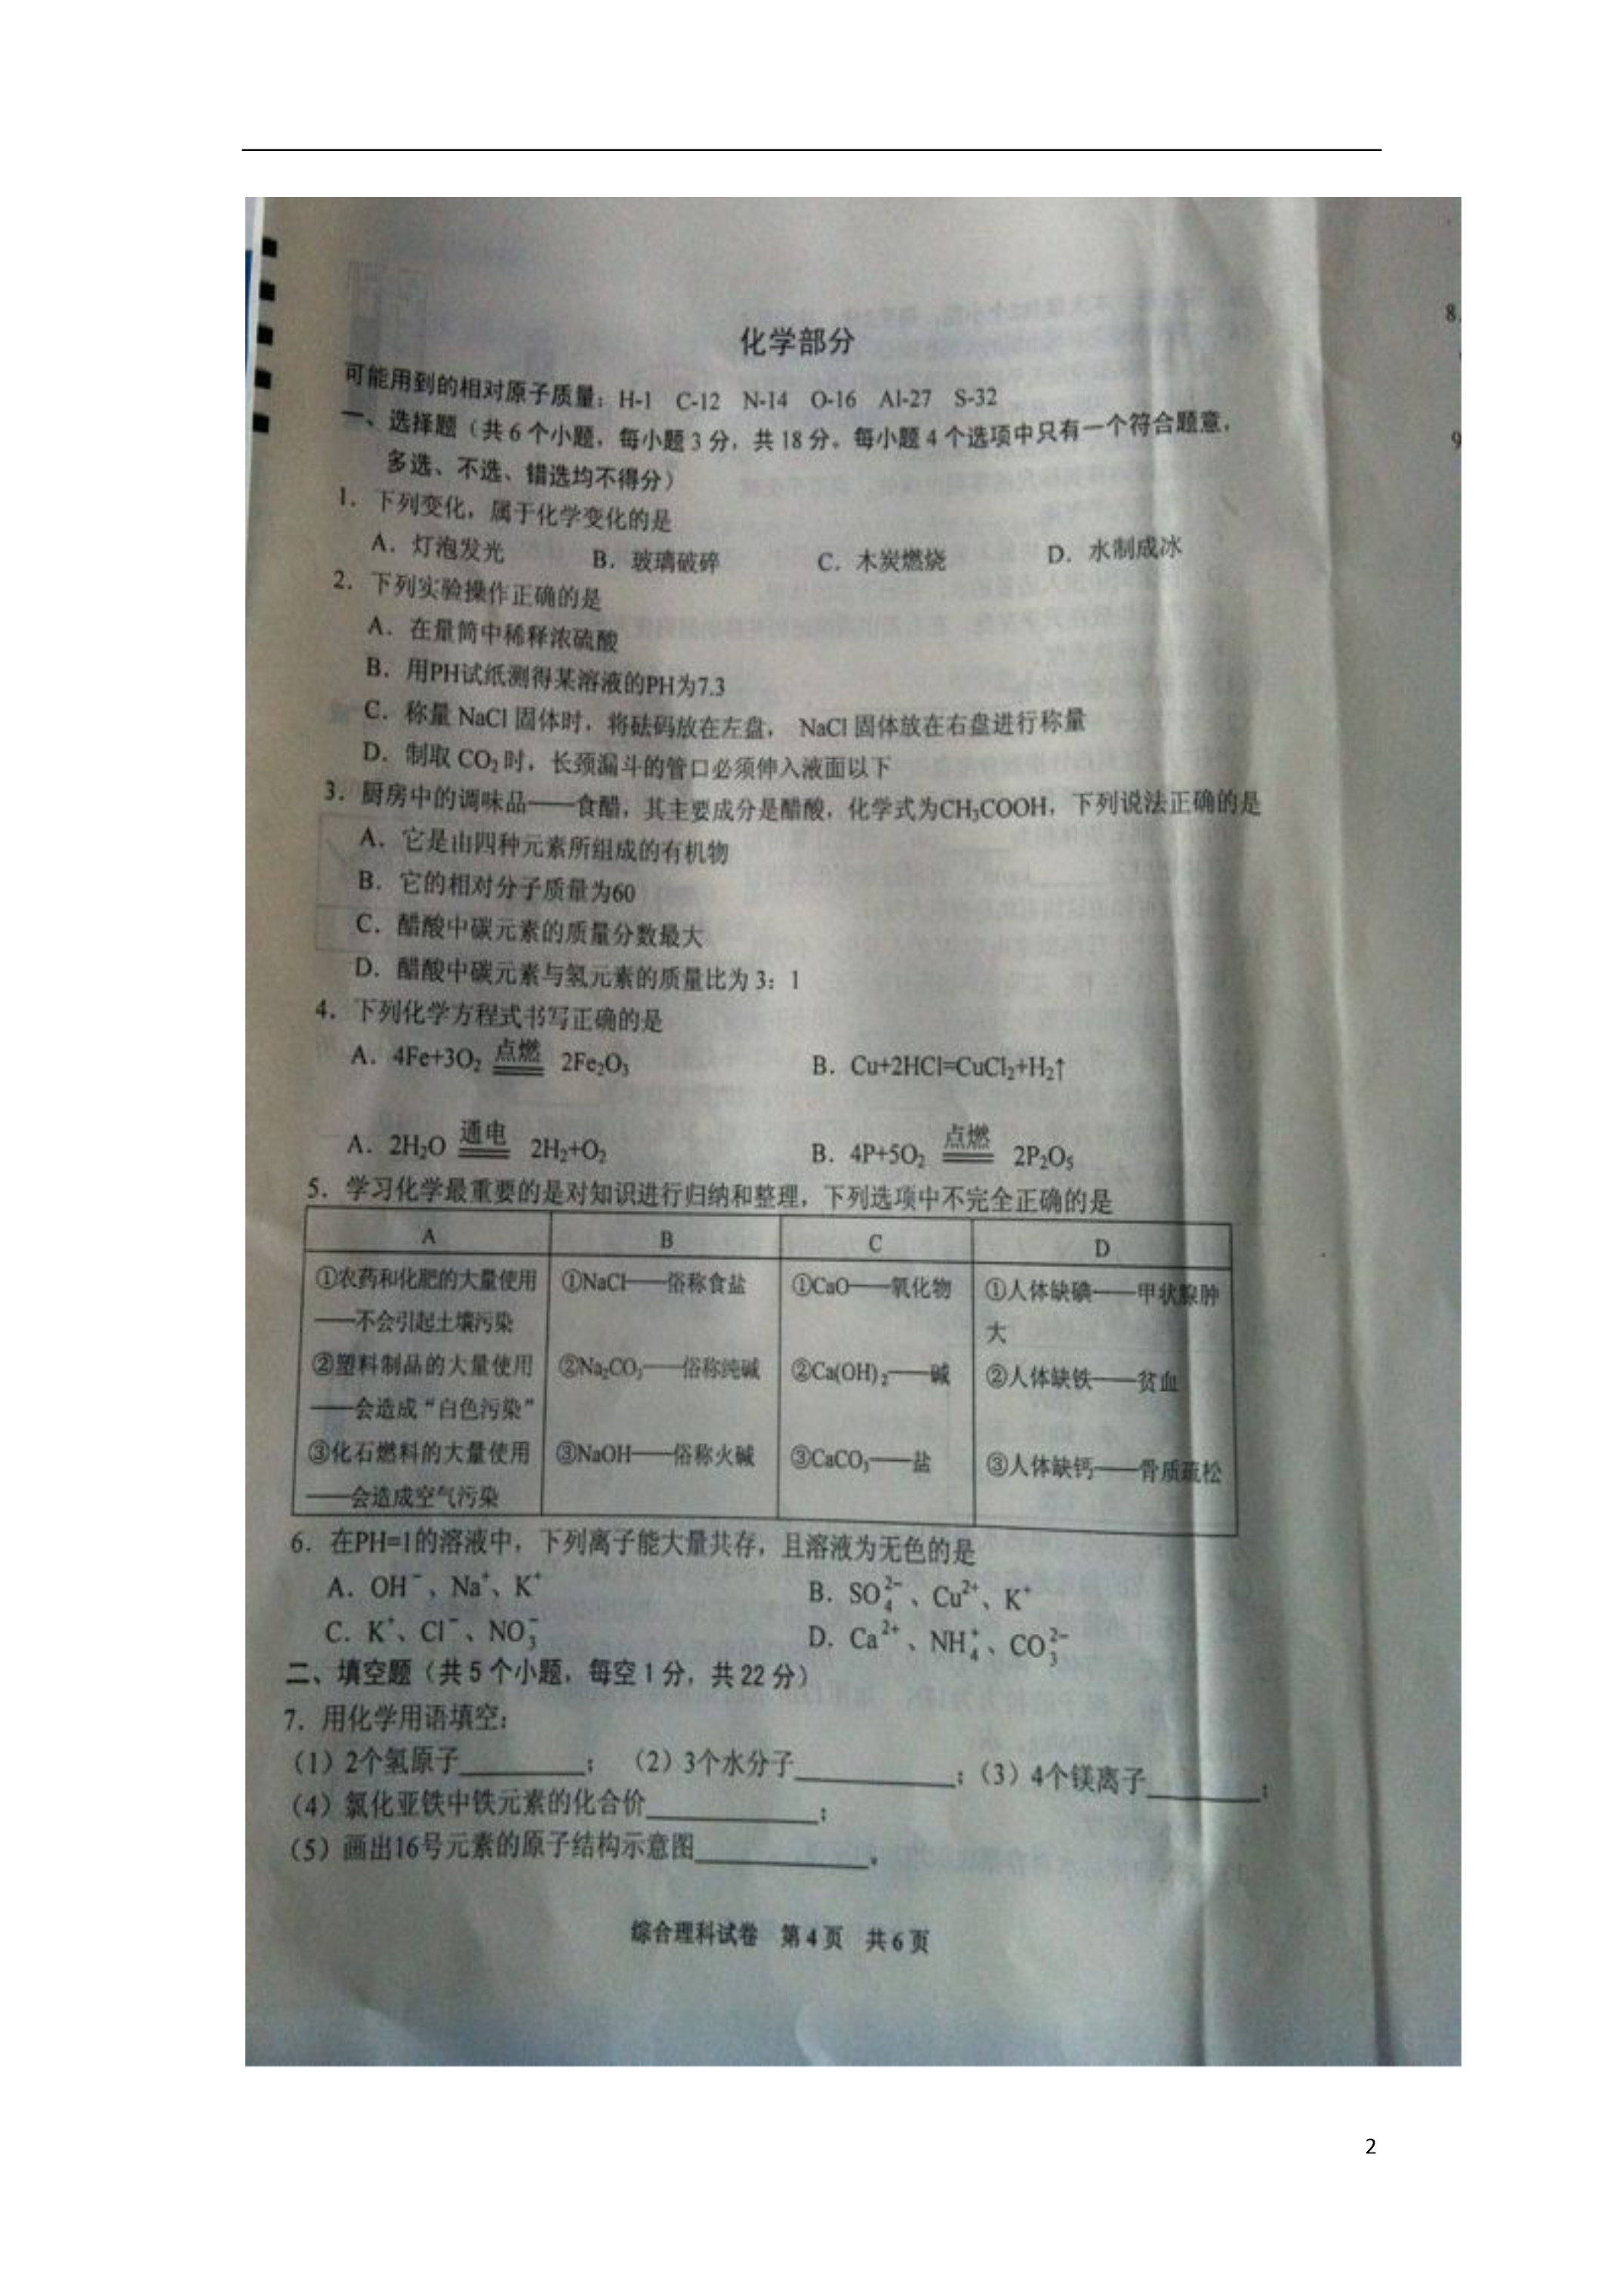 化学部分
可能用到的相对原子质量：H-1 C-12 N-14 O-16 Al-27 S-32
一、选择题（共6个小题，每小题3分，共18分。每小题4个选项中只有一个符合题意，
多选、不选、错选均不得分）
1．下列变化，属于化学变化的是
A．灯泡发光 B．玻璃破碎 C．木炭燃烧 D．水制成冰
2．下列实验操作正确的是
A．在量筒中稀释浓硫酸
B．用PH试纸测得某溶液的PH为7.3
C．称量 NaCl 固体时，将砝码放在左盘， NaCl 固体放在右盘进行称量
D．制取 CO₂ 时，长颈漏斗的管口必须伸入液面以下
3．厨房中的调味品——食醋，其主要成分是醋酸，化学式为CH₃COOH，下列说法正确的是
A．它是由四种元素所组成的有机物
B．它的相对分子质量为60
C．醋酸中碳元素的质量分数最大
D．醋酸中碳元素与氢元素的质量比为 3：1
4．下列化学方程式书写正确的是
A．4Fe+3O₂ 点燃 2Fe₂O₃ B．Cu+2HCl=CuCl₂+H₂↑
A．2H₂O 通电 2H₂+O₂ B．4P+5O₂ 点燃 2P₂O₅
5．学习化学最重要的是对知识进行归纳和整理，下列选项中不完全正确的是
A B C D
①农药和化肥的大量使用 ①NaCl——俗称食盐 ①CaO——氧化物 ①人体缺碘——甲状腺肿
——不会引起土壤污染 大
②塑料制品的大量使用 ②Na₂CO₃——俗称纯碱 ②Ca(OH)₂——碱 ②人体缺铁——贫血
——会造成“白色污染”
③化石燃料的大量使用 ③NaOH——俗称火碱 ③CaCO₃——盐 ③人体缺钙——骨质疏松
——会造成空气污染
6．在PH=1的溶液中，下列离子能大量共存，且溶液为无色的是
A．OH⁻、Na⁺、K⁺ B．SO₄²⁻、Cu²⁺、K⁺
C．K⁺、Cl⁻、NO₃⁻ D．Ca²⁺、NH₄⁺、CO₃²⁻
二、填空题（共5个小题，每空1分，共22分）
7．用化学用语填空：
（1）2个氢原子________；（2）3个水分子__________；（3）4个镁离子_______；
（4）氯化亚铁中铁元素的化合价___________；
（5）画出16号元素的原子结构示意图___________。
综合理科试卷 第4页 共6页
8.
9
2